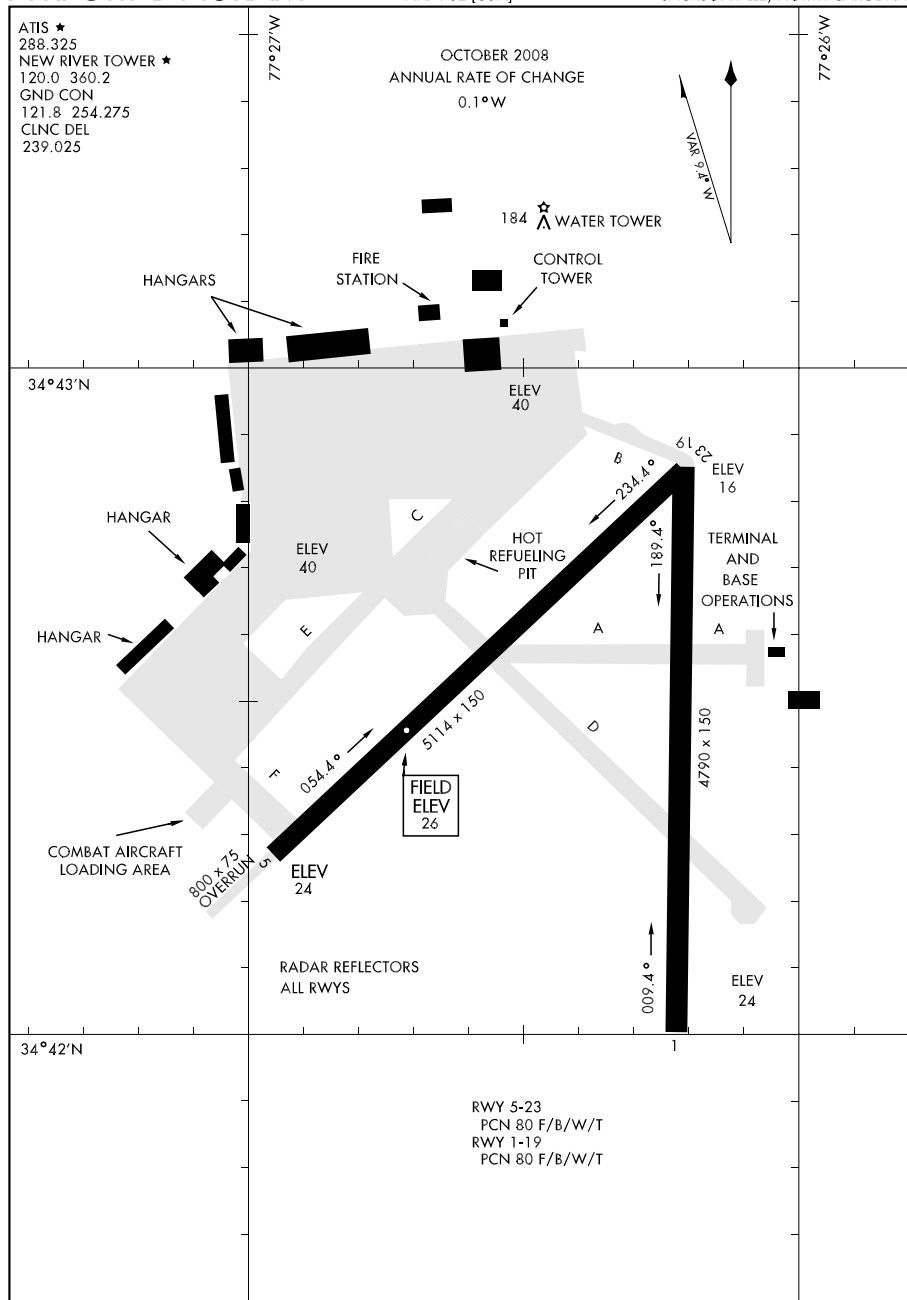 ATIS ★
288.325
NEW RIVER TOWER ★
120.0 360.2
GND CON
121.8 254.275
CLNC DEL
239.025
77°27'W
OCTOBER 2008
ANNUAL RATE OF CHANGE
0.1°W
VAR 9.4° W
77°26'W
184
WATER TOWER
HANGARS
FIRE
STATION
CONTROL
TOWER
34°43'N
ELEV
40
19
23
ELEV
16
B
234.4°
C
HANGAR
ELEV
40
HOT
REFUELING
PIT
189.4°
TERMINAL
AND
BASE
OPERATIONS
HANGAR
E
A
A
5114 x 150
D
4790 x 150
F
054.4°
FIELD
ELEV
26
COMBAT AIRCRAFT
LOADING AREA
800 x 75
OVERRUN
5
ELEV
24
RADAR REFLECTORS
ALL RWYS
009.4°
ELEV
24
34°42'N
1
RWY 5-23
PCN 80 F/B/W/T
RWY 1-19
PCN 80 F/B/W/T